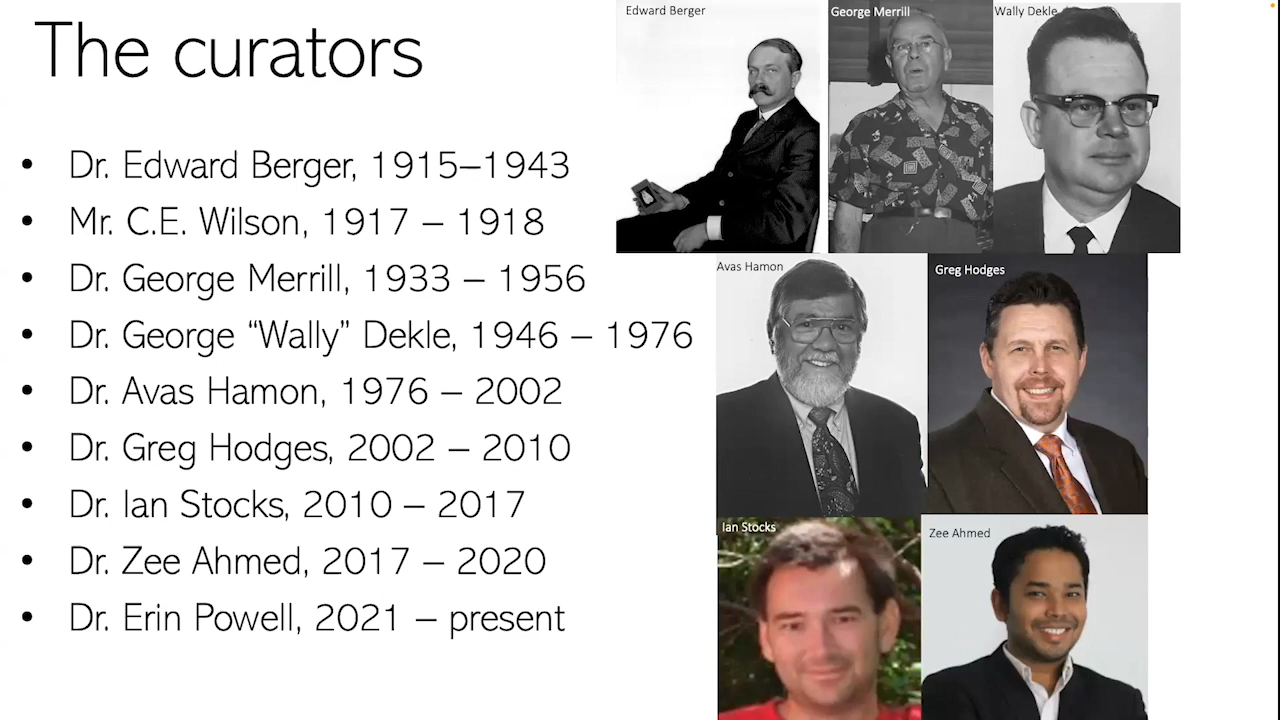 The curators
• Dr. Edward Berger, 1915–1943
• Mr. C.E. Wilson, 1917 – 1918
• Dr. George Merrill, 1933 – 1956
• Dr. George “Wally” Dekle, 1946 – 1976
• Dr. Avas Hamon, 1976 – 2002
• Dr. Greg Hodges, 2002 – 2010
• Dr. Ian Stocks, 2010 – 2017
• Dr. Zee Ahmed, 2017 – 2020
• Dr. Erin Powell, 2021 – present
Edward Berger
George Merrill
Wally Dekle
Avas Hamon
Greg Hodges
Ian Stocks
Zee Ahmed